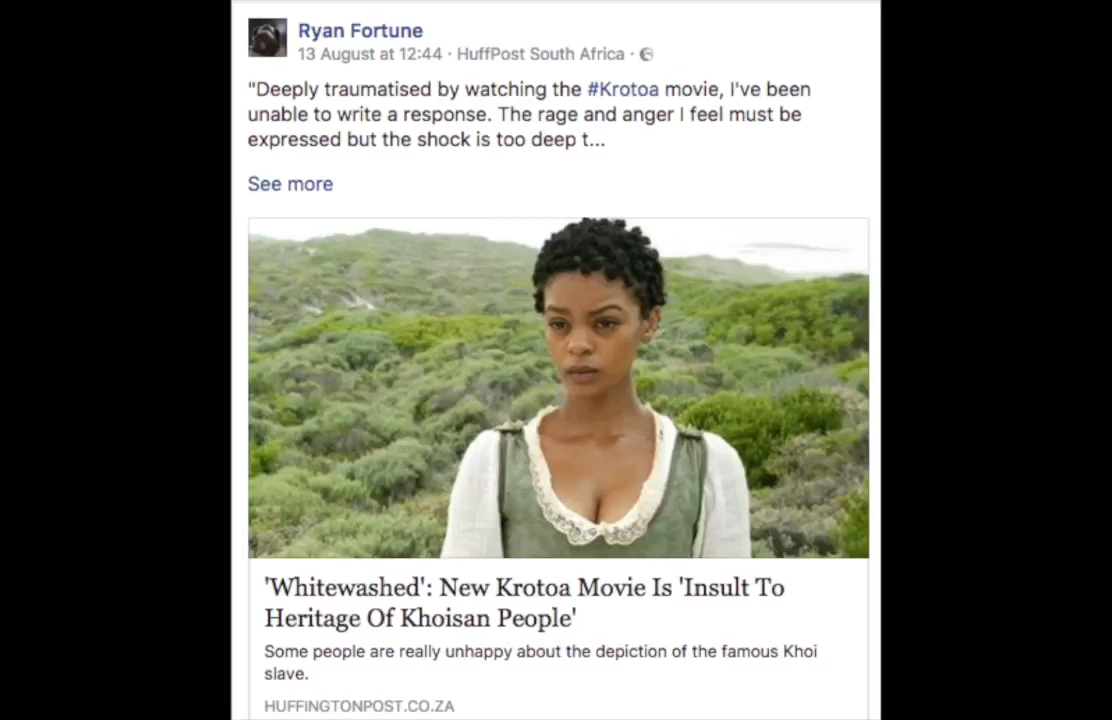 Ryan Fortune
13 August at 12:44 · HuffPost South Africa ·
"Deeply traumatised by watching the #Krotoa movie, I've been
unable to write a response. The rage and anger I feel must be
expressed but the shock is too deep t...
See more
'Whitewashed': New Krotoa Movie Is 'Insult To
Heritage Of Khoisan People'
Some people are really unhappy about the depiction of the famous Khoi
slave.
HUFFINGTONPOST.CO.ZA